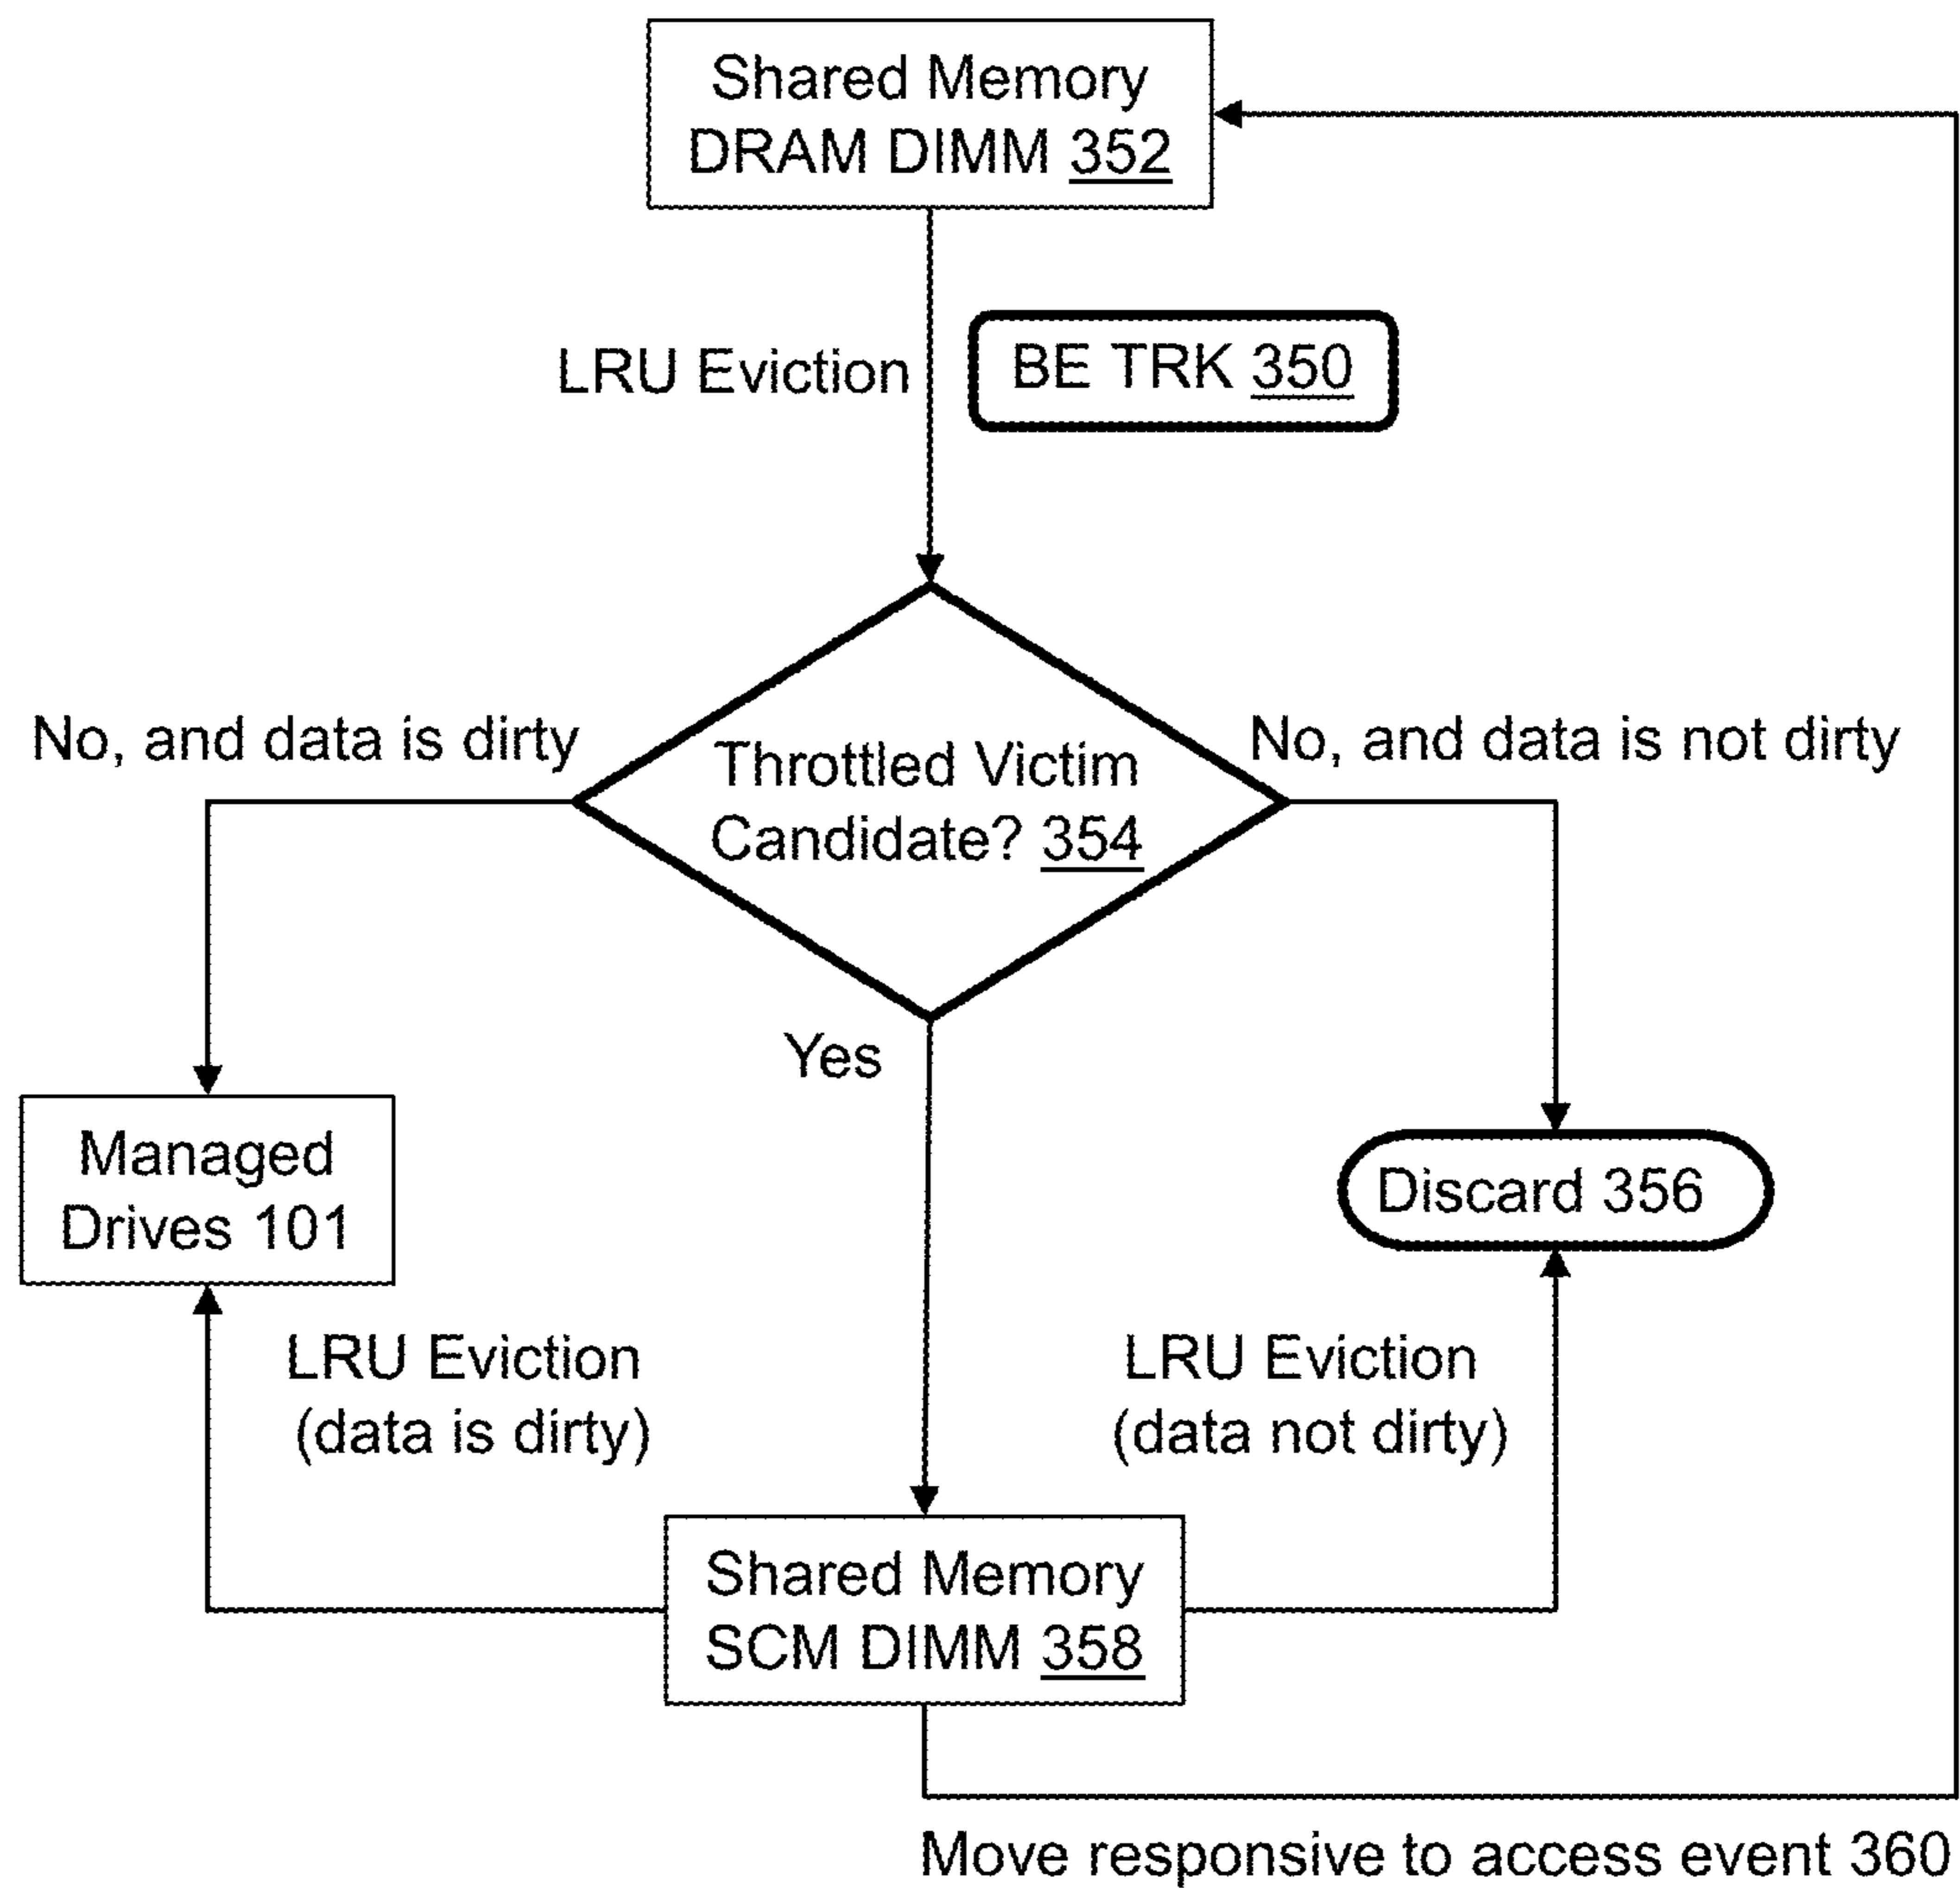 Shared Memory
DRAM DIMM 352
LRU Eviction
BE TRK 350
No, and data is dirty
Throttled Victim
Candidate? 354
No, and data is not dirty
Yes
Managed
Drives 101
Discard 356
LRU Eviction
(data is dirty)
LRU Eviction
(data not dirty)
Shared Memory
SCM DIMM 358
Move responsive to access event 360